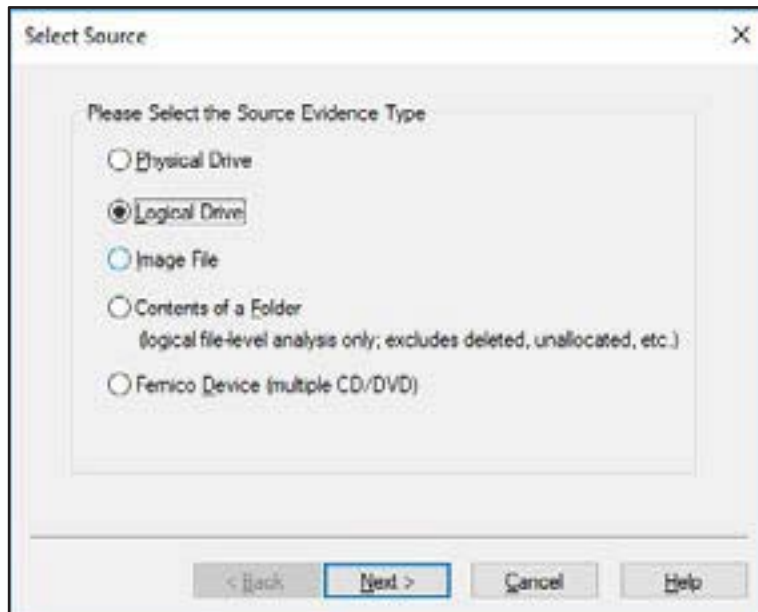 Select Source
Please Select the Source Evidence Type
Physical Drive
Logical Drive
Image File
Contents of a Folder
(logical file-level analysis only; excludes deleted, unallocated, etc.)
Fernico Device (multiple CD/DVD)
< Back
Next >
Cancel
Help